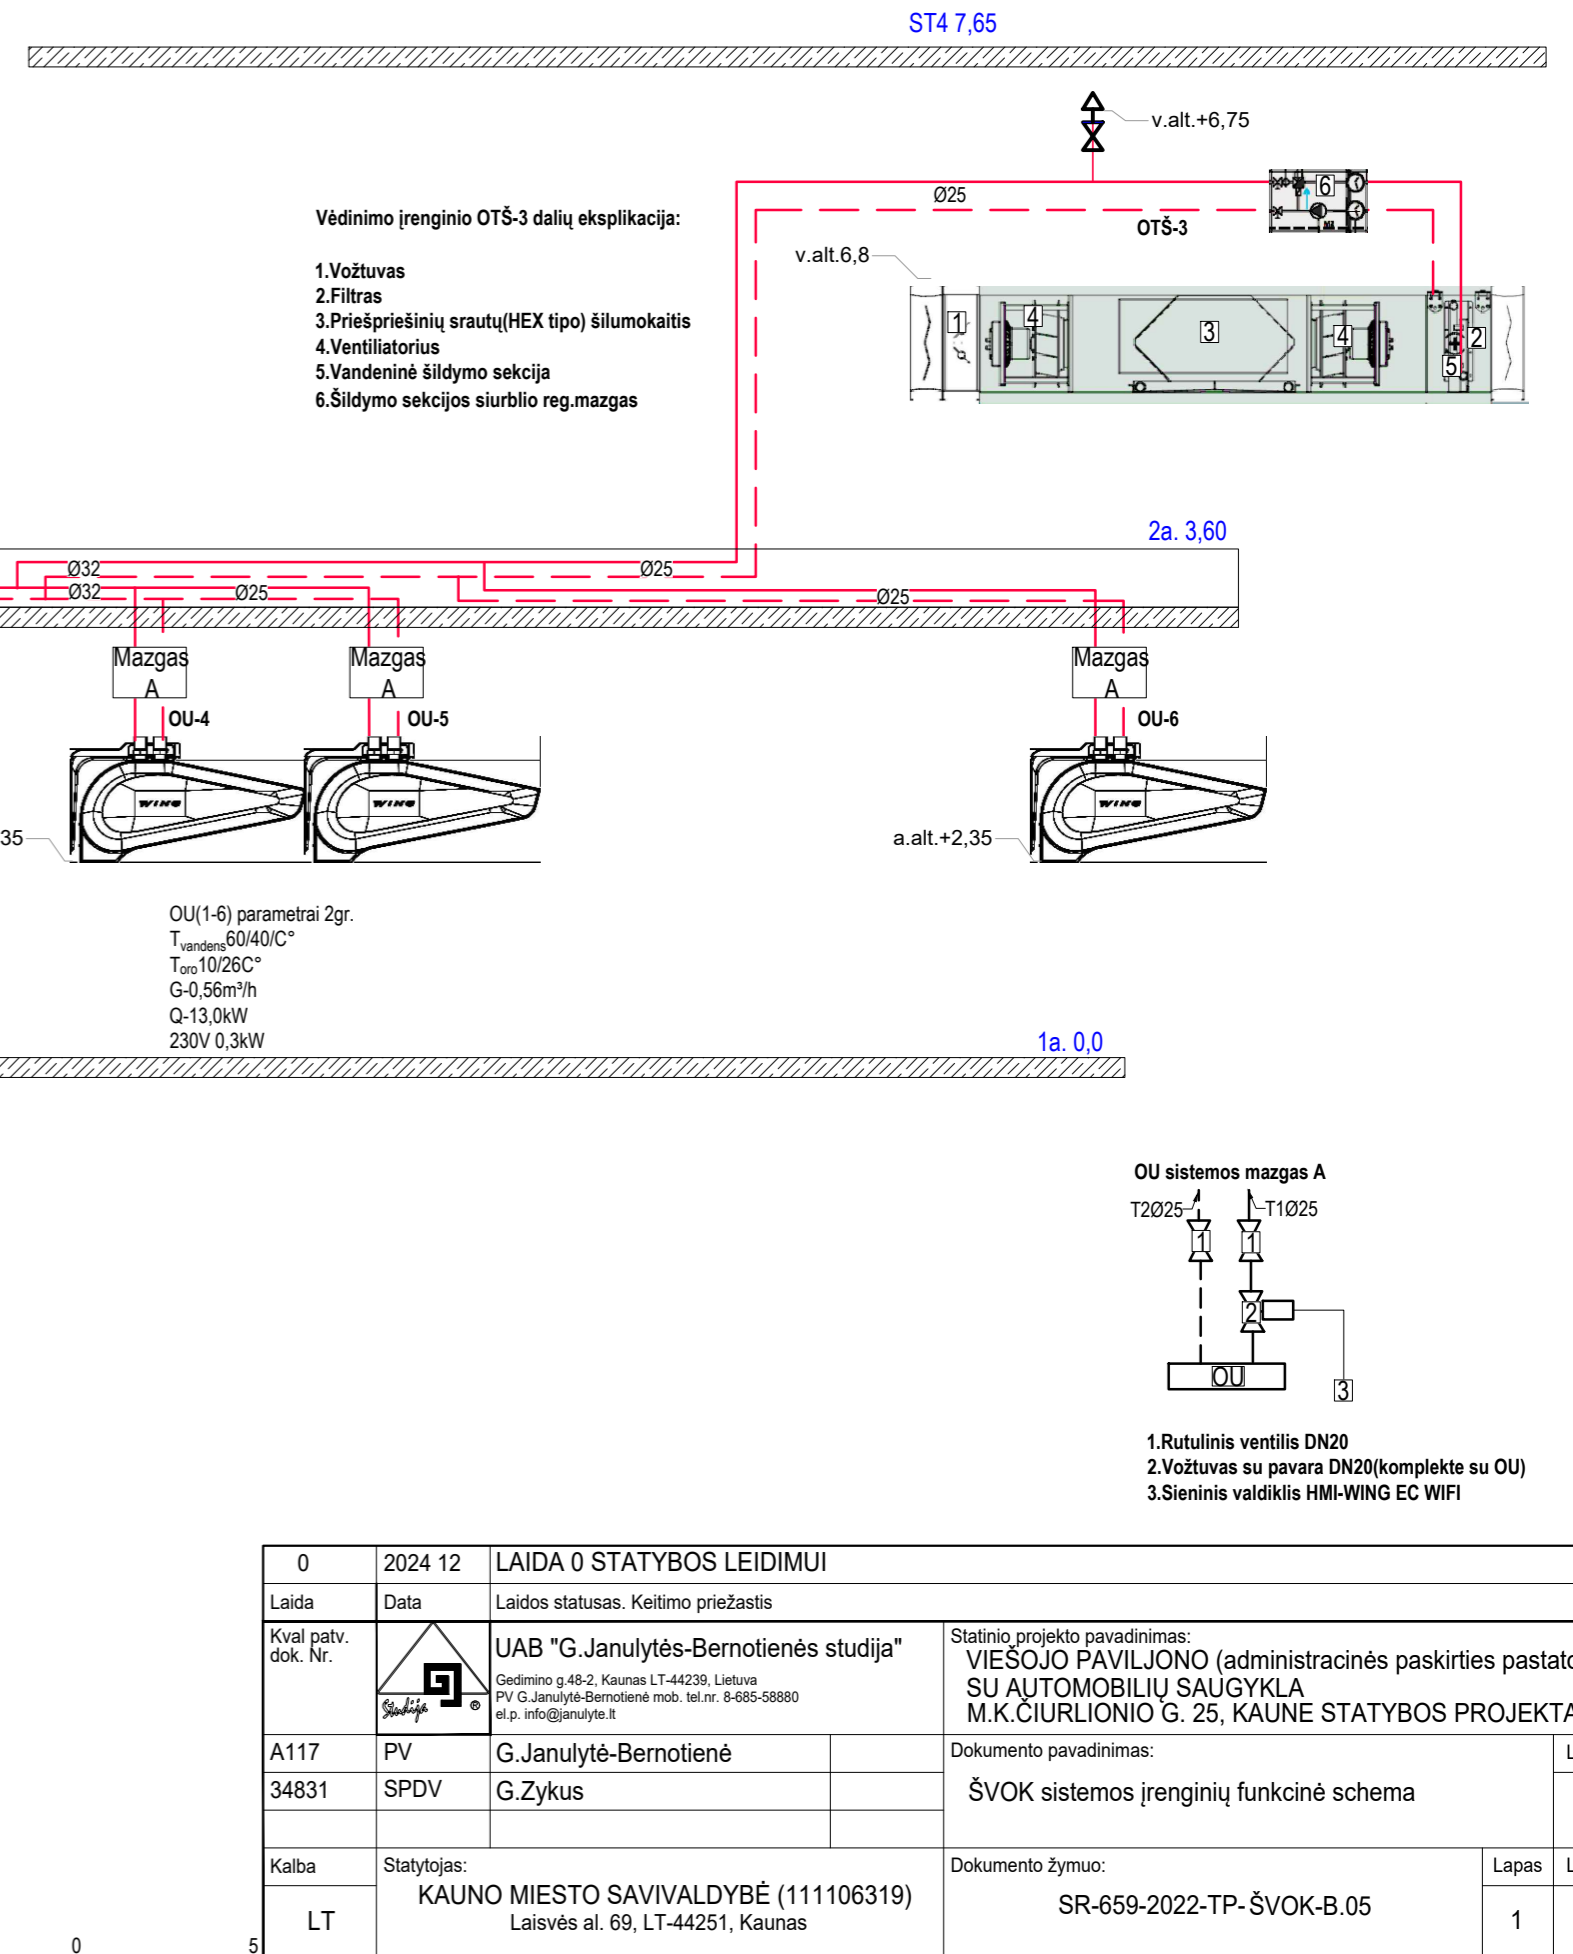 ST4 7,65
v.alt.+6,75
Ø25
6
OTŠ-3
v.alt.6,8
Vėdinimo įrenginio OTŠ-3 dalių eksplikacija:
1.Vožtuvas
2.Filtras
3.Priešpriešinių srautų(HEX tipo) šilumokaitis
4.Ventiliatorius
5.Vandeninė šildymo sekcija
6.Šildymo sekcijos siurblio reg.mazgas
1
4
3
4
2
5
2a. 3,60
Ø32
Ø25
Ø32
Ø25
Ø25
Mazgas
A
Mazgas
A
Mazgas
A
OU-4
OU-5
OU-6
WING
WING
WING
35
a.alt.+2,35
OU(1-6) parametrai 2gr.
Tvandens60/40/C°
Toro10/26C°
G-0,56m³/h
Q-13,0kW
230V 0,3kW
1a. 0,0
OU sistemos mazgas A
T2Ø25
T1Ø25
1
1
2
OU
3
1.Rutulinis ventilis DN20
2.Vožtuvas su pavara DN20(komplekte su OU)
3.Sieninis valdiklis HMI-WING EC WIFI
0
2024 12
LAIDA 0 STATYBOS LEIDIMUI
Laida
Data
Laidos statusas. Keitimo priežastis
Kval patv.
dok. Nr.
Studija ®
UAB "G.Janulytės-Bernotienės studija"
Gedimino g.48-2, Kaunas LT-44239, Lietuva
PV G.Janulytė-Bernotienė mob. tel.nr. 8-685-58880
el.p. info@janulyte.lt
Statinio projekto pavadinimas:
VIEŠOJO PAVILJONO (administracinės paskirties pastato
SU AUTOMOBILIŲ SAUGYKLA
M.K.ČIURLIONIO G. 25, KAUNE STATYBOS PROJEKTA
A117
PV
G.Janulytė-Bernotienė
34831
SPDV
G.Zykus
Dokumento pavadinimas:
ŠVOK sistemos įrenginių funkcinė schema
L
Kalba
LT
Statytojas:
KAUNO MIESTO SAVIVALDYBĖ (111106319)
Laisvės al. 69, LT-44251, Kaunas
Dokumento žymuo:
SR-659-2022-TP-ŠVOK-B.05
Lapas
1
L
0
5